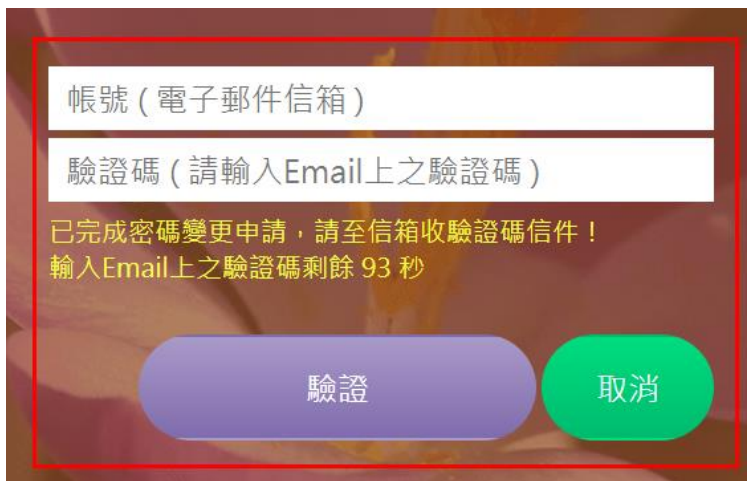 帳號 ( 電子郵件信箱 )
驗證碼 ( 請輸入Email上之驗證碼 )
已完成密碼變更申請，請至信箱收驗證碼信件！
輸入Email上之驗證碼剩餘 93 秒
驗證
取消